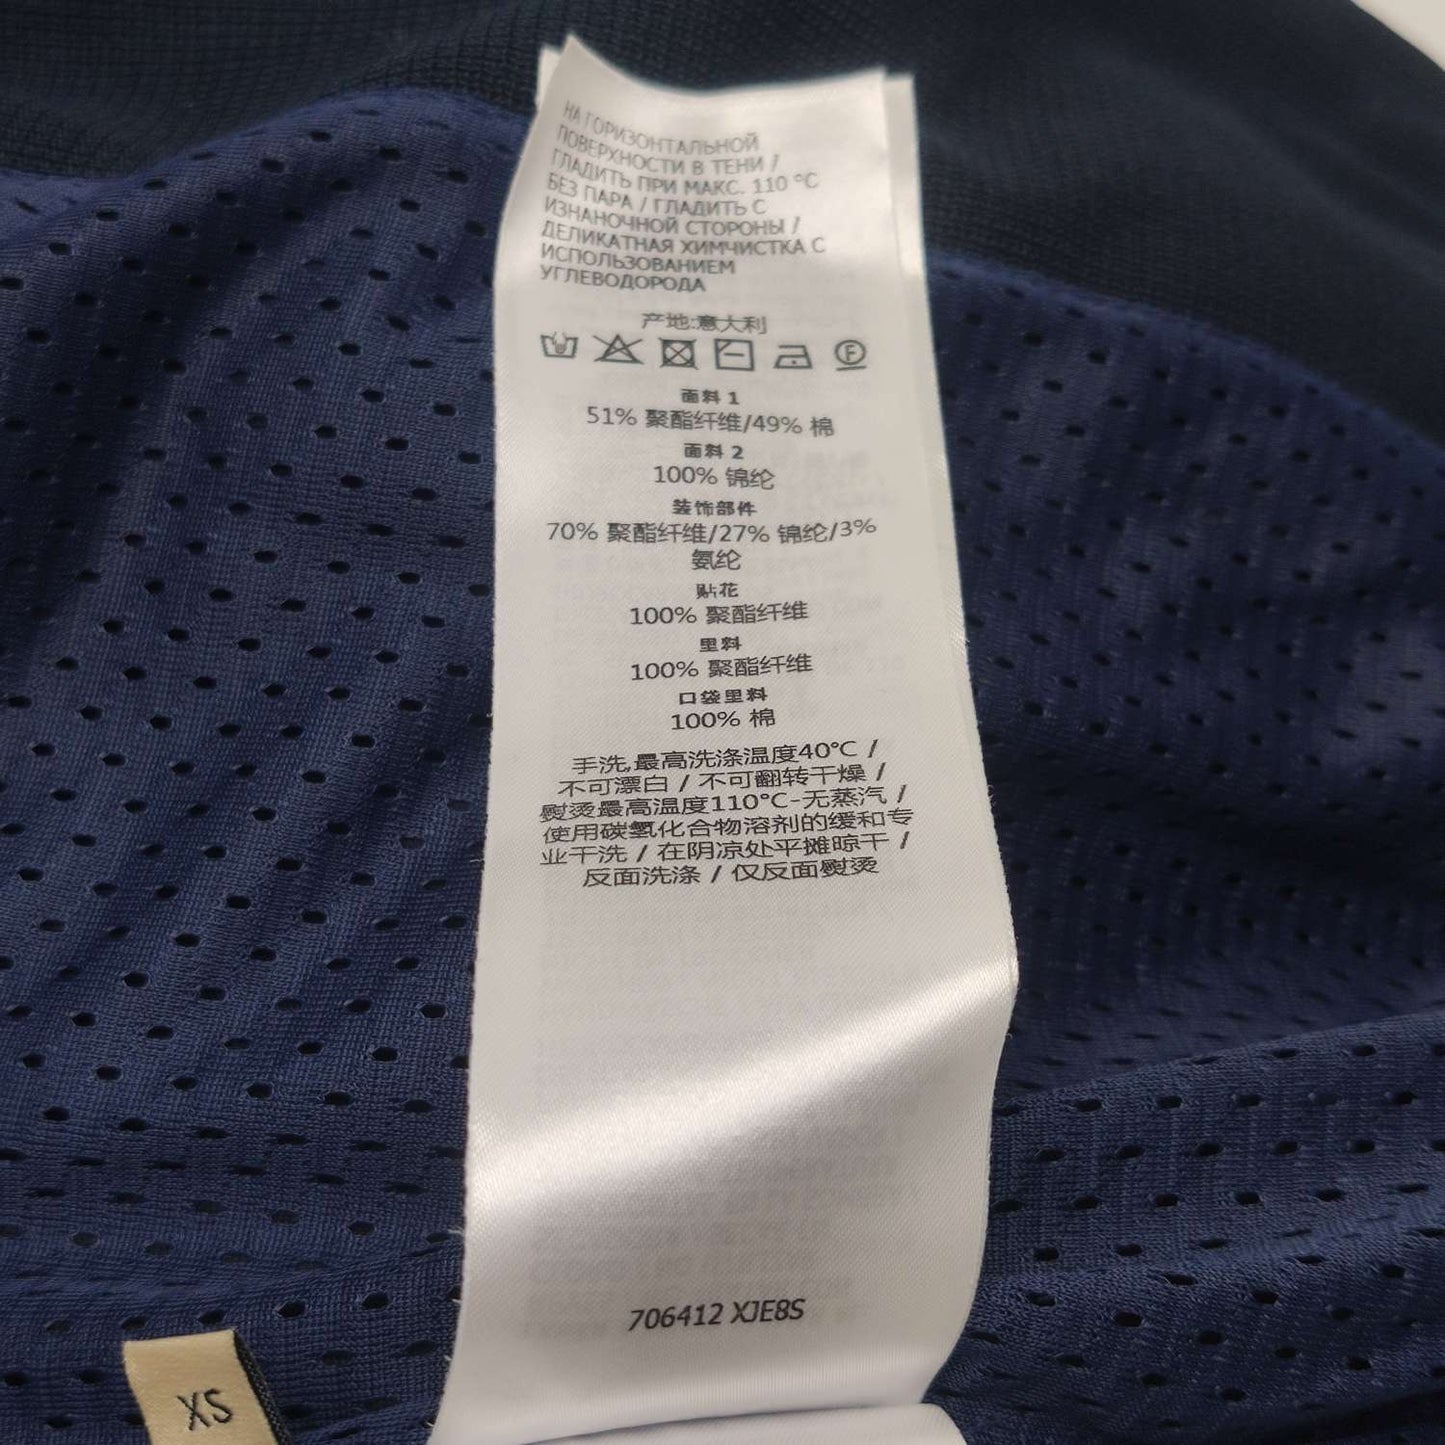 НА ГОРИЗОНТАЛЬНОЙ
ПОВЕРХНОСТИ В ТЕНИ /
ГЛАДИТЬ ПРИ МАКС. 110 °C
БЕЗ ПАРА / ГЛАДИТЬ С
ИЗНАНОЧНОЙ СТОРОНЫ /
ДЕЛИКАТНАЯ ХИМЧИСТКА С
ИСПОЛЬЗОВАНИЕМ
УГЛЕВОДОРОДА
产地:意大利
F
面料 1
51% 聚酯纤维/49% 棉
面料 2
100% 锦纶
装饰部件
70% 聚酯纤维/27% 锦纶/3%
氨纶
贴花
100% 聚酯纤维
里料
100% 聚酯纤维
口袋里料
100% 棉
手洗,最高洗涤温度40°C /
不可漂白 / 不可翻转干燥 /
熨烫最高温度110°C-无蒸汽 /
使用碳氢化合物溶剂的缓和专
业干洗 / 在阴凉处平摊晾干 /
反面洗涤 / 仅反面熨烫
706412 XJE8S
XS